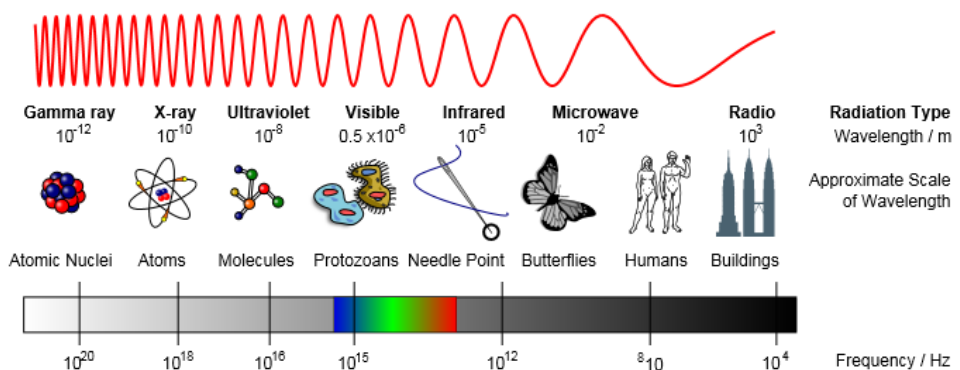 Gamma ray X-ray Ultraviolet Visible Infrared Microwave Radio Radiation Type
10⁻¹² 10⁻¹⁰ 10⁻⁸ 0.5 x10⁻⁶ 10⁻⁵ 10⁻² 10³ Wavelength / m
Approximate Scale
of Wavelength
Atomic Nuclei Atoms Molecules Protozoans Needle Point Butterflies Humans Buildings
10²⁰ 10¹⁸ 10¹⁶ 10¹⁵ 10¹² ⁸10 10⁴ Frequency / Hz